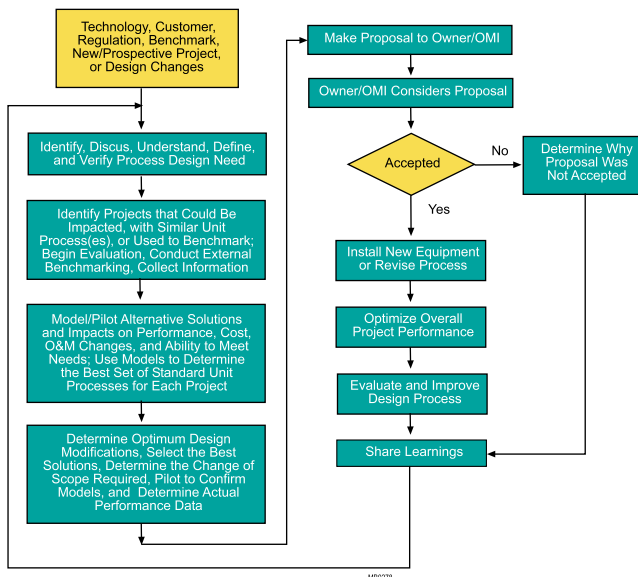 Technology, Customer,
Regulation, Benchmark,
New/Prospective Project,
or Design Changes
Identify, Discus, Understand, Define,
and Verify Process Design Need
Identify Projects that Could Be
Impacted, with Similar Unit
Process(es), or Used to Benchmark;
Begin Evaluation, Conduct External
Benchmarking, Collect Information
Model/Pilot Alternative Solutions
and Impacts on Performance, Cost,
O&M Changes, and Ability to Meet
Needs; Use Models to Determine
the Best Set of Standard Unit
Processes for Each Project
Determine Optimum Design
Modifications, Select the Best
Solutions, Determine the Change of
Scope Required, Pilot to Confirm
Models, and Determine Actual
Performance Data
Make Proposal to Owner/OMI
Owner/OMI Considers Proposal
Accepted
No
Determine Why
Proposal Was
Not Accepted
Yes
Install New Equipment
or Revise Process
Optimize Overall
Project Performance
Evaluate and Improve
Design Process
Share Learnings